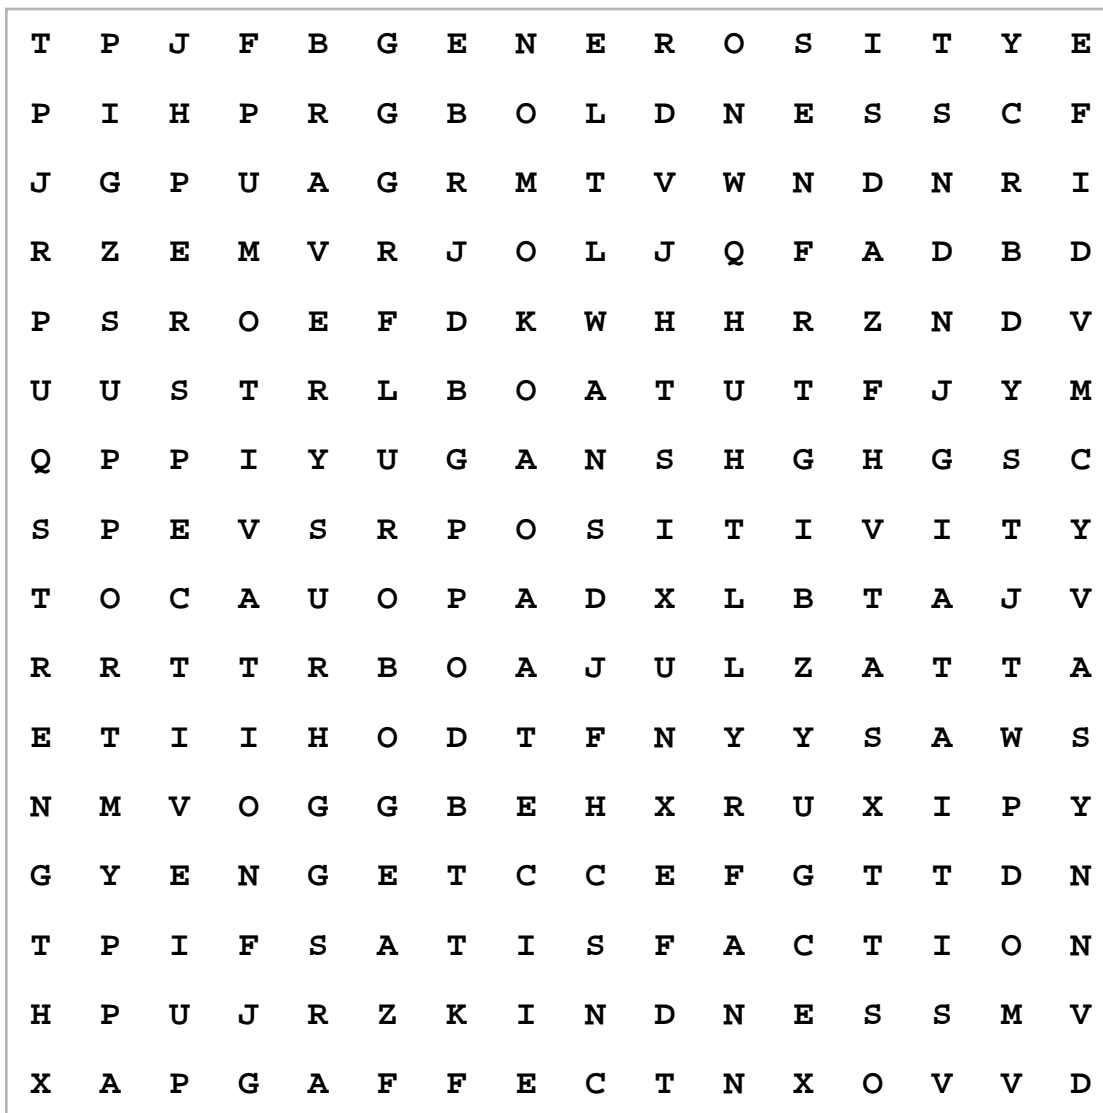 T P J F B G E N E R O S I T Y E
P I H P R G B O L D N E S S C F
J G P U A G R M T V W N D N R I
R Z E M V R J O L J Q F A D B D
P S R O E F D K W H H R Z N D V
U U S T R L B O A T U T F J Y M
Q P P I Y U G A N S H G H G S C
S P E V S R P O S I T I V I T Y
T O C A U O P A D X L B T A J V
R R T T R B O A J U L Z A T T A
E T I I H O D T F N Y Y S A W S
N M V O G G B E H X R U X I P Y
G Y E N G E T C C E F G T T D N
T P I F S A T I S F A C T I O N
H P U J R Z K I N D N E S S M V
X A P G A F F E C T N X O V V D